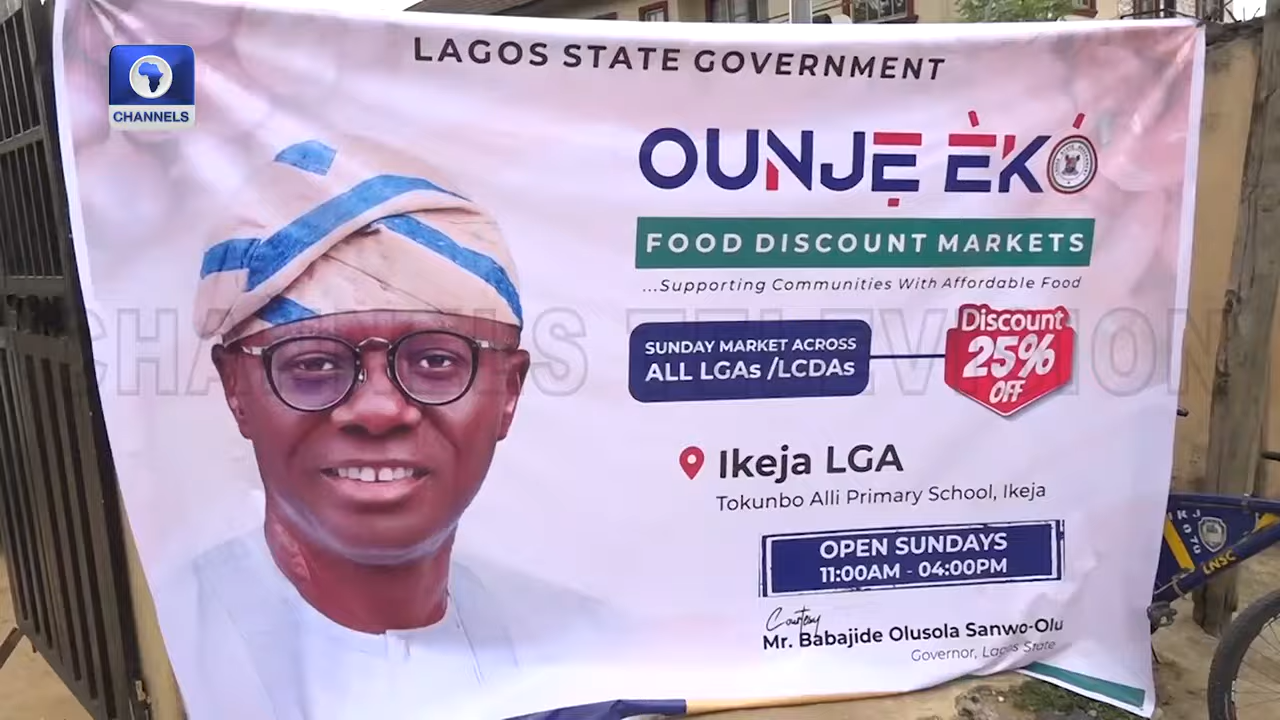 LAGOS STATE GOVERNMENT
CHANNELS
OUNJẸ ÈKÓ
FOOD DISCOUNT MARKETS
...Supporting Communities With Affordable Food
SUNDAY MARKET ACROSS
ALL LGAs /LCDAs
Discount
25%
OFF
CHANNELS TELEVISION
Ikeja LGA
Tokunbo Alli Primary School, Ikeja
OPEN SUNDAYS
11:00AM - 04:00PM
Courtesy
Mr. Babajide Olusola Sanwo-Olu
Governor, Lagos State
LNSC